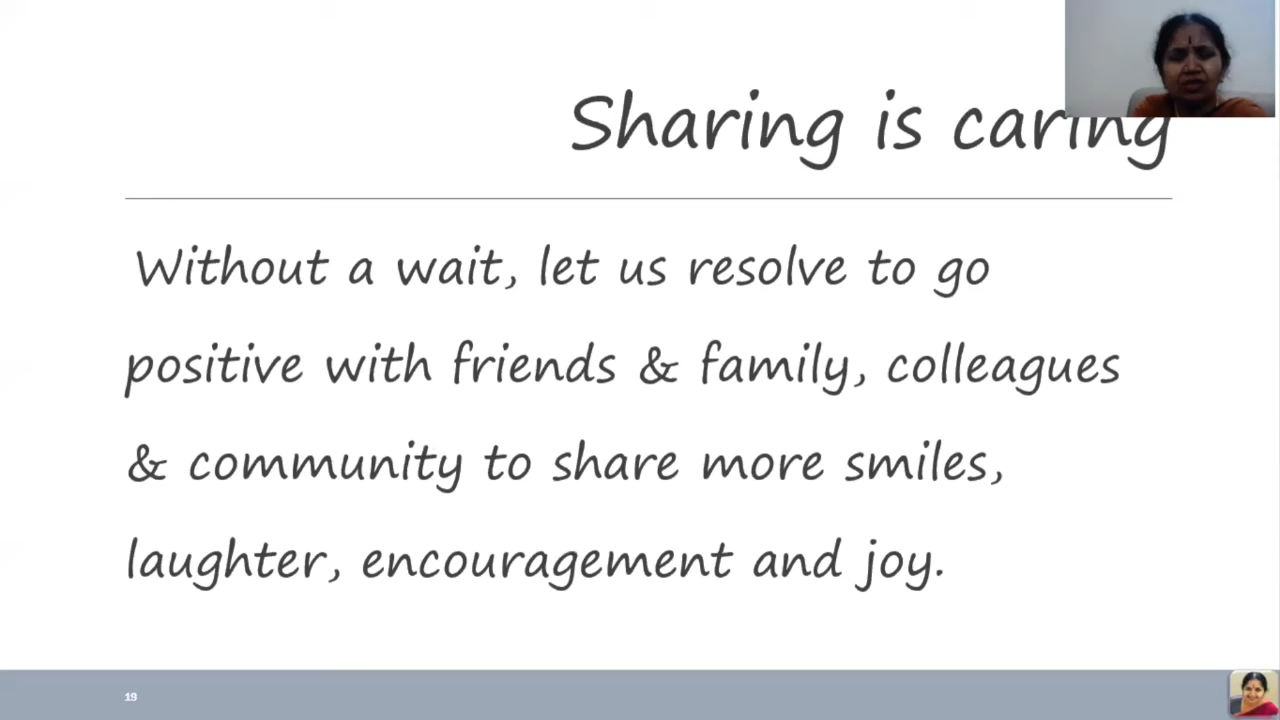 Sharing is caring
Without a wait, let us resolve to go
positive with friends & family, colleagues
& community to share more smiles,
laughter, encouragement and joy.
19